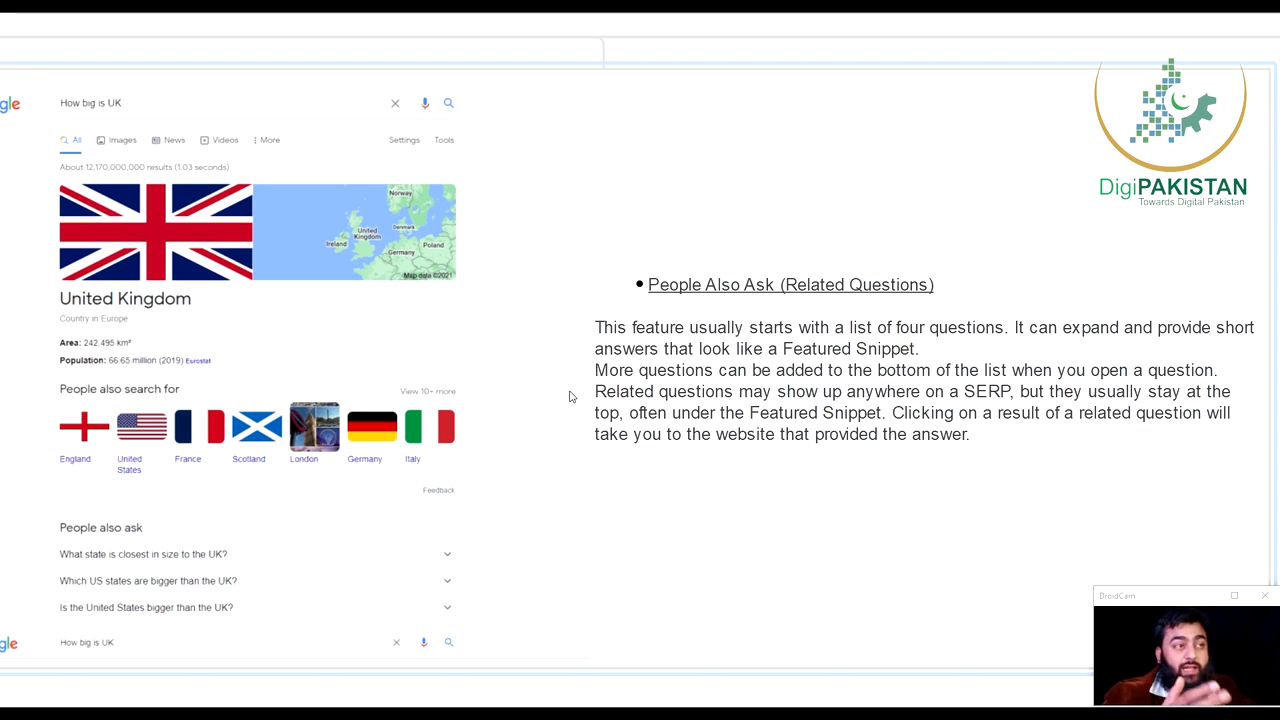 gle
How big is UK
All
Images
News
Videos
More
Settings
Tools
About 12,170,000,000 results (1.03 seconds)
Norway
United Kingdom
Denmark
Ireland
Poland
Germany
Map data ©2021
United Kingdom
Country in Europe
Area: 242,495 km²
Population: 66.65 million (2019) Eurostat
People also search for
View 10+ more
England
United States
France
Scotland
London
Germany
Italy
Feedback
People also ask
What state is closest in size to the UK?
Which US states are bigger than the UK?
Is the United States bigger than the UK?
gle
How big is UK
DigiPAKISTAN
Towards Digital Pakistan
• People Also Ask (Related Questions)
This feature usually starts with a list of four questions. It can expand and provide short
answers that look like a Featured Snippet.
More questions can be added to the bottom of the list when you open a question.
Related questions may show up anywhere on a SERP, but they usually stay at the
top, often under the Featured Snippet. Clicking on a result of a related question will
take you to the website that provided the answer.
DroidCam